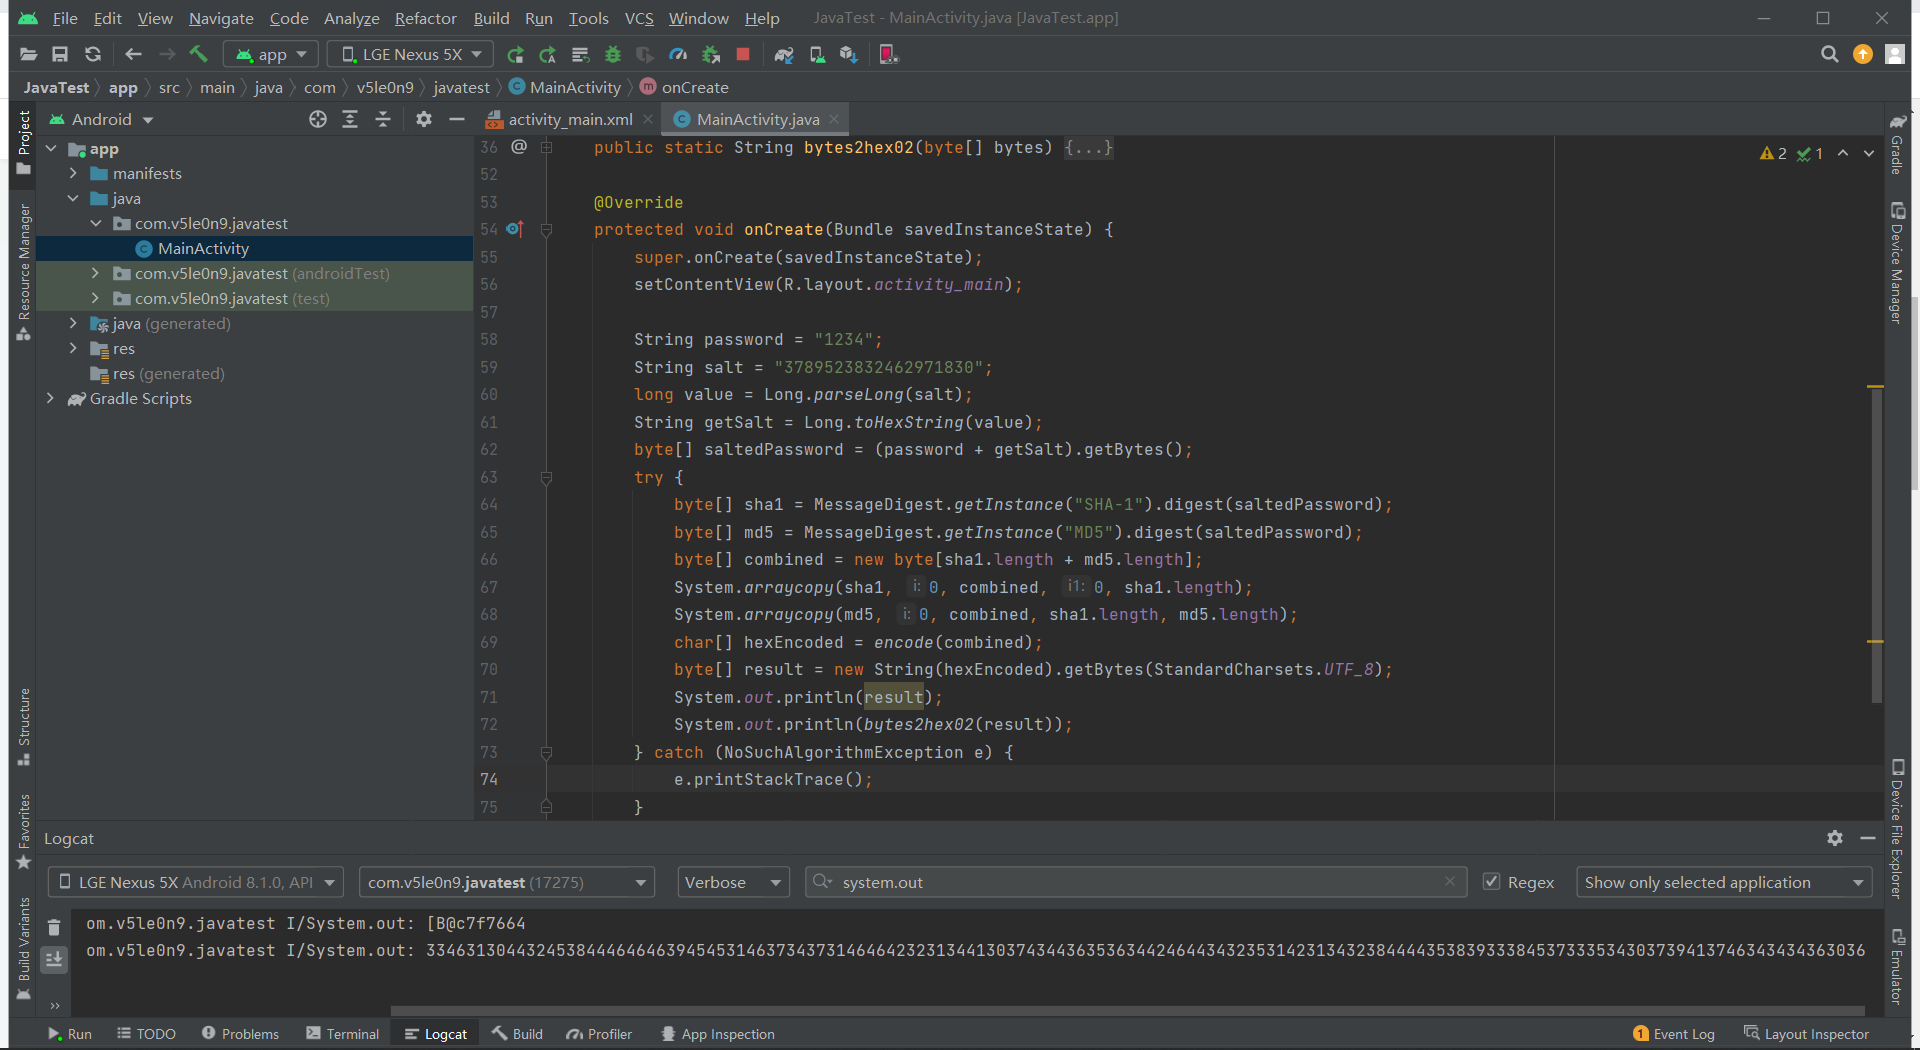 File Edit View Navigate Code Analyze Refactor Build Run Tools VCS Window Help JavaTest - MainActivity.java [JavaTest.app]
app LGE Nexus 5X
JavaTest app src main java com v5le0n9 javatest MainActivity onCreate
Android
activity_main.xml
MainActivity.java
Project
Resource Manager
Structure
Favorites
Build Variants
app
manifests
java
com.v5le0n9.javatest
MainActivity
com.v5le0n9.javatest (androidTest)
com.v5le0n9.javatest (test)
java (generated)
res
res (generated)
Gradle Scripts
2 1
36 @ public static String bytes2hex02(byte[] bytes) {...}
52
53 @Override
54 protected void onCreate(Bundle savedInstanceState) {
55 super.onCreate(savedInstanceState);
56 setContentView(R.layout.activity_main);
57
58 String password = "1234";
59 String salt = "3789523832462971830";
60 long value = Long.parseLong(salt);
61 String getSalt = Long.toHexString(value);
62 byte[] saltedPassword = (password + getSalt).getBytes();
63 try {
64 byte[] sha1 = MessageDigest.getInstance("SHA-1").digest(saltedPassword);
65 byte[] md5 = MessageDigest.getInstance("MD5").digest(saltedPassword);
66 byte[] combined = new byte[sha1.length + md5.length];
67 System.arraycopy(sha1, i: 0, combined, i1: 0, sha1.length);
68 System.arraycopy(md5, i: 0, combined, sha1.length, md5.length);
69 char[] hexEncoded = encode(combined);
70 byte[] result = new String(hexEncoded).getBytes(StandardCharsets.UTF_8);
71 System.out.println(result);
72 System.out.println(bytes2hex02(result));
73 } catch (NoSuchAlgorithmException e) {
74 e.printStackTrace();
75 }
Gradle
Device Manager
Device File Explorer
Emulator
Logcat
LGE Nexus 5X Android 8.1.0, API com.v5le0n9.javatest (17275) Verbose system.out Regex Show only selected application
om.v5le0n9.javatest I/System.out: [B@c7f7664
om.v5le0n9.javatest I/System.out:
Run TODO Problems Terminal Logcat Build Profiler App Inspection 1 Event Log Layout Inspector